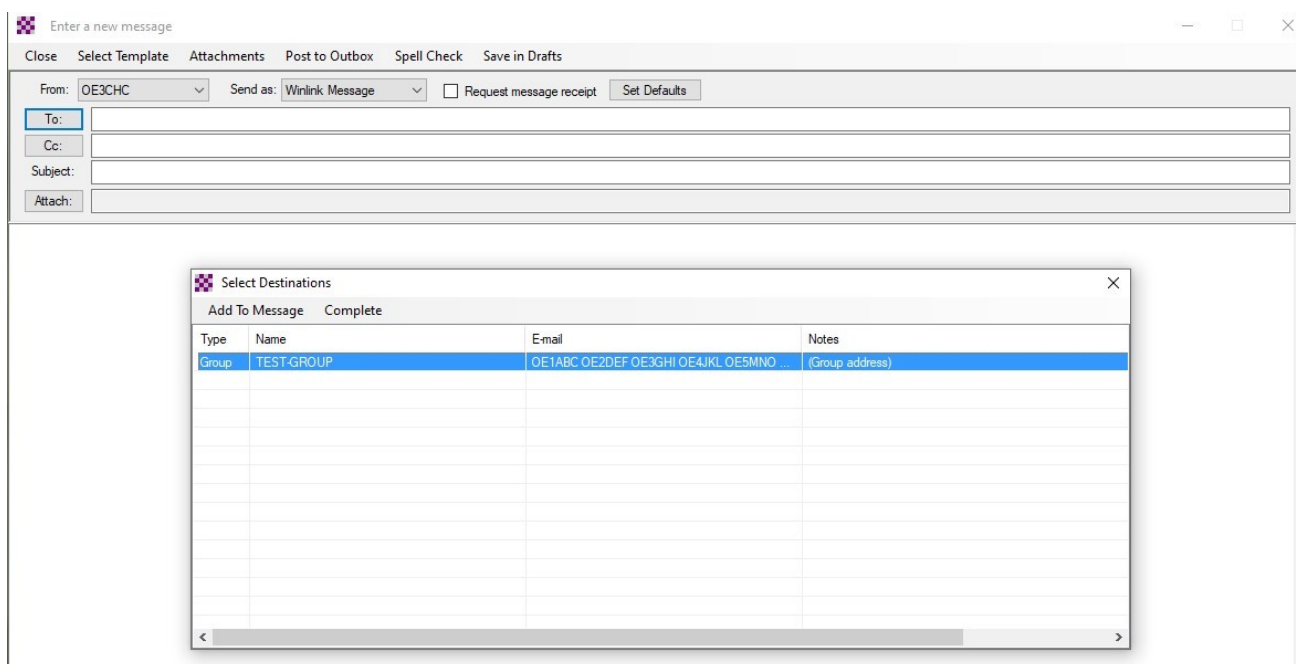 Enter a new message
Close Select Template Attachments Post to Outbox Spell Check Save in Drafts
From: OE3CHC Send as: Winlink Message Request message receipt Set Defaults
To:
Cc:
Subject:
Attach:
Select Destinations
Add To Message Complete
Type Name E-mail Notes
Group TEST-GROUP OE1ABC OE2DEF OE3GHI OE4JKL OE5MNO ... (Group address)